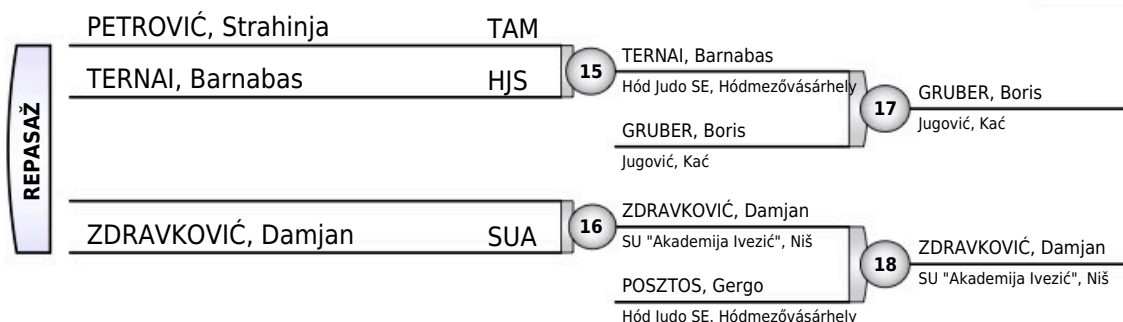 REPASAŽ
PETROVIĆ, Strahinja TAM
TERNAI, Barnabas HJS
15
TERNAI, Barnabas
Hód Judo SE, Hódmezővásárhely
GRUBER, Boris
Jugović, Kać
17
GRUBER, Boris
Jugović, Kać
ZDRAVKOVIĆ, Damjan SUA
16
ZDRAVKOVIĆ, Damjan
SU "Akademija Ivezić", Niš
POSZTOS, Gergo
Hód Judo SE, Hódmezővásárhely
18
ZDRAVKOVIĆ, Damjan
SU "Akademija Ivezić", Niš